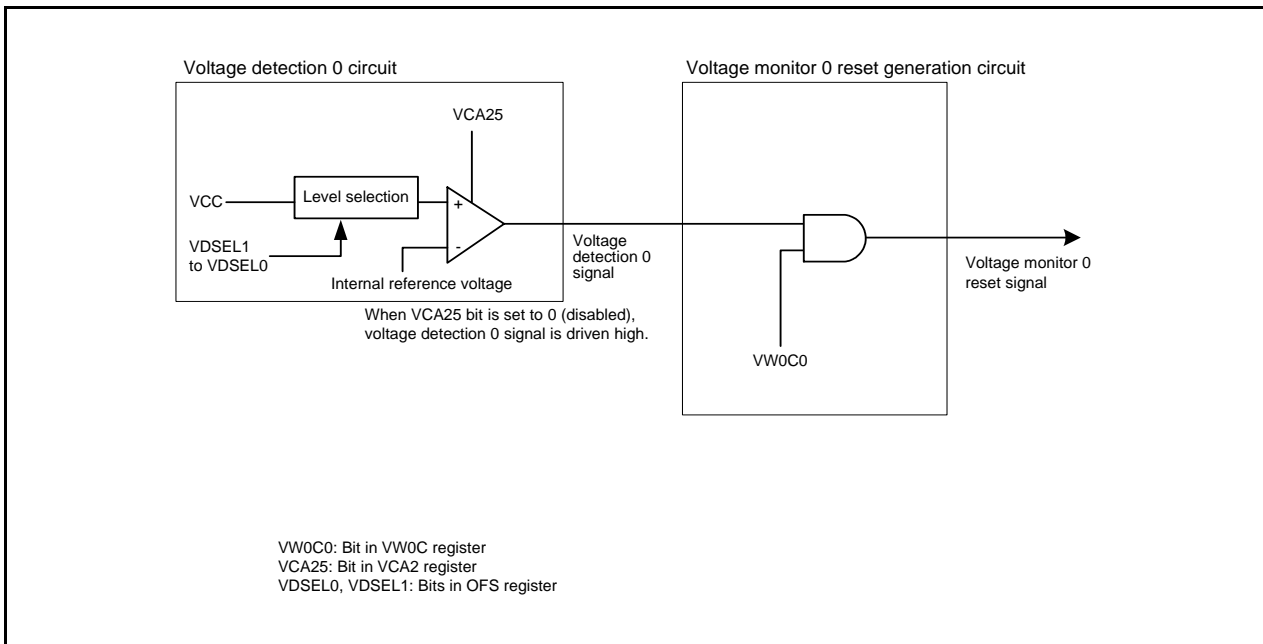 Voltage detection 0 circuit
Voltage monitor 0 reset generation circuit
VCA25
VCC
Level selection
+
-
VDSEL1
to VDSEL0
Internal reference voltage
Voltage
detection 0
signal
When VCA25 bit is set to 0 (disabled),
voltage detection 0 signal is driven high.
VW0C0
Voltage monitor 0
reset signal
VW0C0: Bit in VW0C register
VCA25: Bit in VCA2 register
VDSEL0, VDSEL1: Bits in OFS register